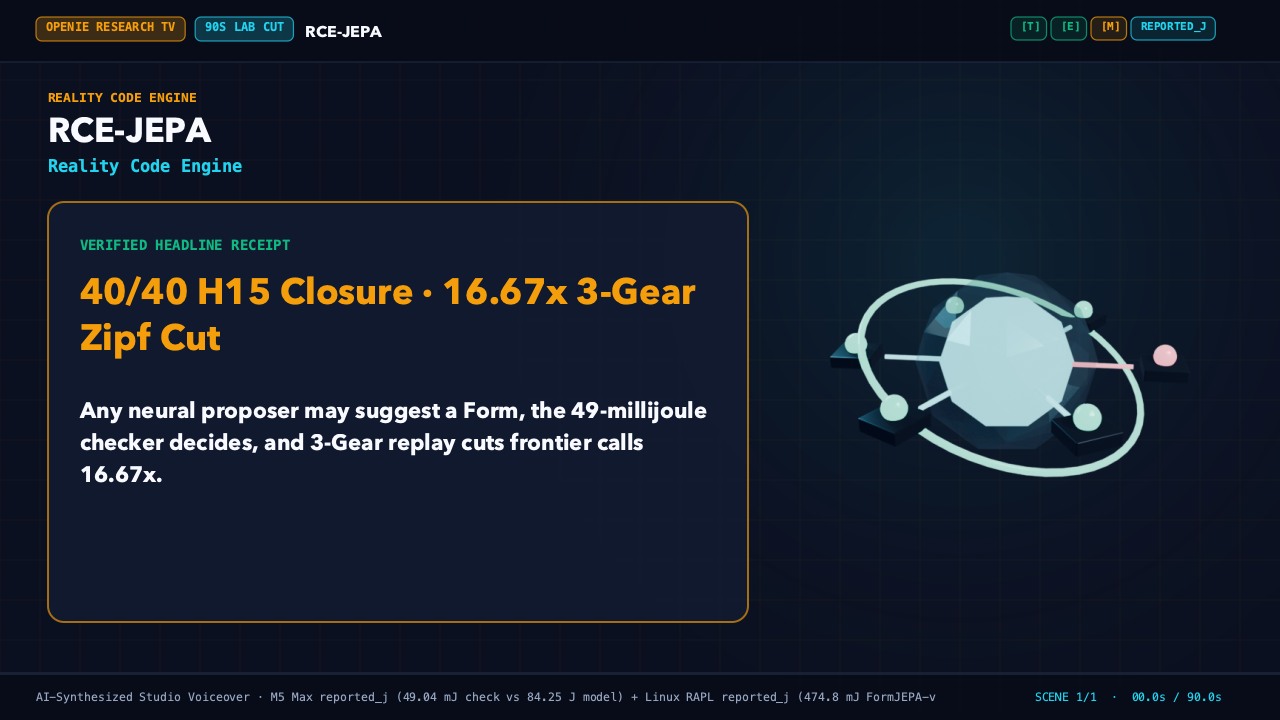 OPENIE RESEARCH TV 90S LAB CUT RCE-JEPA [T] [E] [M] REPORTED_J
REALITY CODE ENGINE
RCE-JEPA
Reality Code Engine
VERIFIED HEADLINE RECEIPT
40/40 H15 Closure · 16.67x 3-Gear
Zipf Cut
Any neural proposer may suggest a Form, the 49-millijoule
checker decides, and 3-Gear replay cuts frontier calls
16.67x.
AI-Synthesized Studio Voiceover · M5 Max reported_j (49.04 mJ check vs 84.25 J model) + Linux RAPL reported_j (474.8 mJ FormJEPA-v
SCENE 1/1 · 00.0s / 90.0s